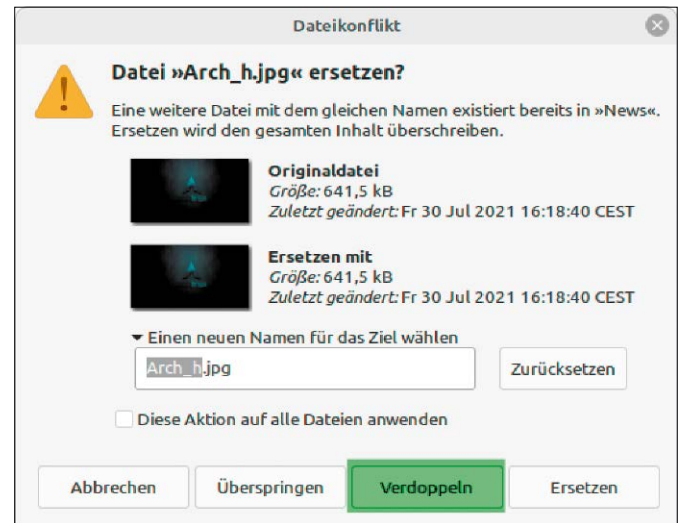 Dateikonflikt
Datei »Arch_h.jpg« ersetzen?
Eine weitere Datei mit dem gleichen Namen existiert bereits in »News«.
Ersetzen wird den gesamten Inhalt überschreiben.
Originaldatei
Größe: 641,5 kB
Zuletzt geändert: Fr 30 Jul 2021 16:18:40 CEST
Ersetzen mit
Größe: 641,5 kB
Zuletzt geändert: Fr 30 Jul 2021 16:18:40 CEST
Einen neuen Namen für das Ziel wählen
Arch_h.jpg
Zurücksetzen
Diese Aktion auf alle Dateien anwenden
Abbrechen Überspringen Verdoppeln Ersetzen